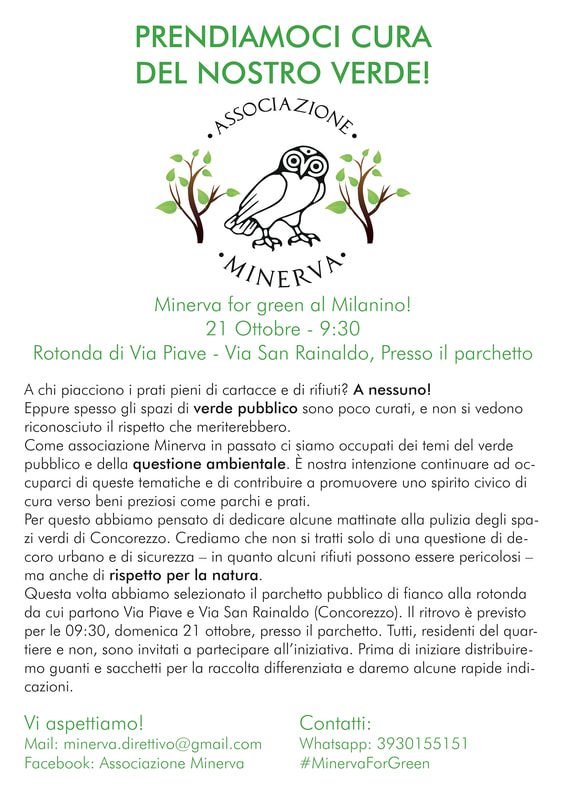 PRENDIAMOCI CURA
DEL NOSTRO VERDE!
• ASSOCIAZIONE •
• MINERVA •
Minerva for green al Milanino!
21 Ottobre - 9:30
Rotonda di Via Piave - Via San Rainaldo, Presso il parchetto
A chi piacciono i prati pieni di cartacce e di rifiuti? A nessuno!
Eppure spesso gli spazi di verde pubblico sono poco curati, e non si vedono
riconosciuto il rispetto che meriterebbero.
Come associazione Minerva in passato ci siamo occupati dei temi del verde
pubblico e della questione ambientale. È nostra intenzione continuare ad oc-
cuparci di queste tematiche e di contribuire a promuovere uno spirito civico di
cura verso beni preziosi come parchi e prati.
Per questo abbiamo pensato di dedicare alcune mattinate alla pulizia degli spa-
zi verdi di Concorezzo. Crediamo che non si tratti solo di una questione di de-
coro urbano e di sicurezza – in quanto alcuni rifiuti possono essere pericolosi –
ma anche di rispetto per la natura.
Questa volta abbiamo selezionato il parchetto pubblico di fianco alla rotonda
da cui partono Via Piave e Via San Rainaldo (Concorezzo). Il ritrovo è previsto
per le 09:30, domenica 21 ottobre, presso il parchetto. Tutti, residenti del quar-
tiere e non, sono invitati a partecipare all'iniziativa. Prima di iniziare distribuire-
mo guanti e sacchetti per la raccolta differenziata e daremo alcune rapide indi-
cazioni.
Vi aspettiamo!
Mail: minerva.direttivo@gmail.com
Facebook: Associazione Minerva
Contatti:
Whatsapp: 3930155151
#MinervaForGreen